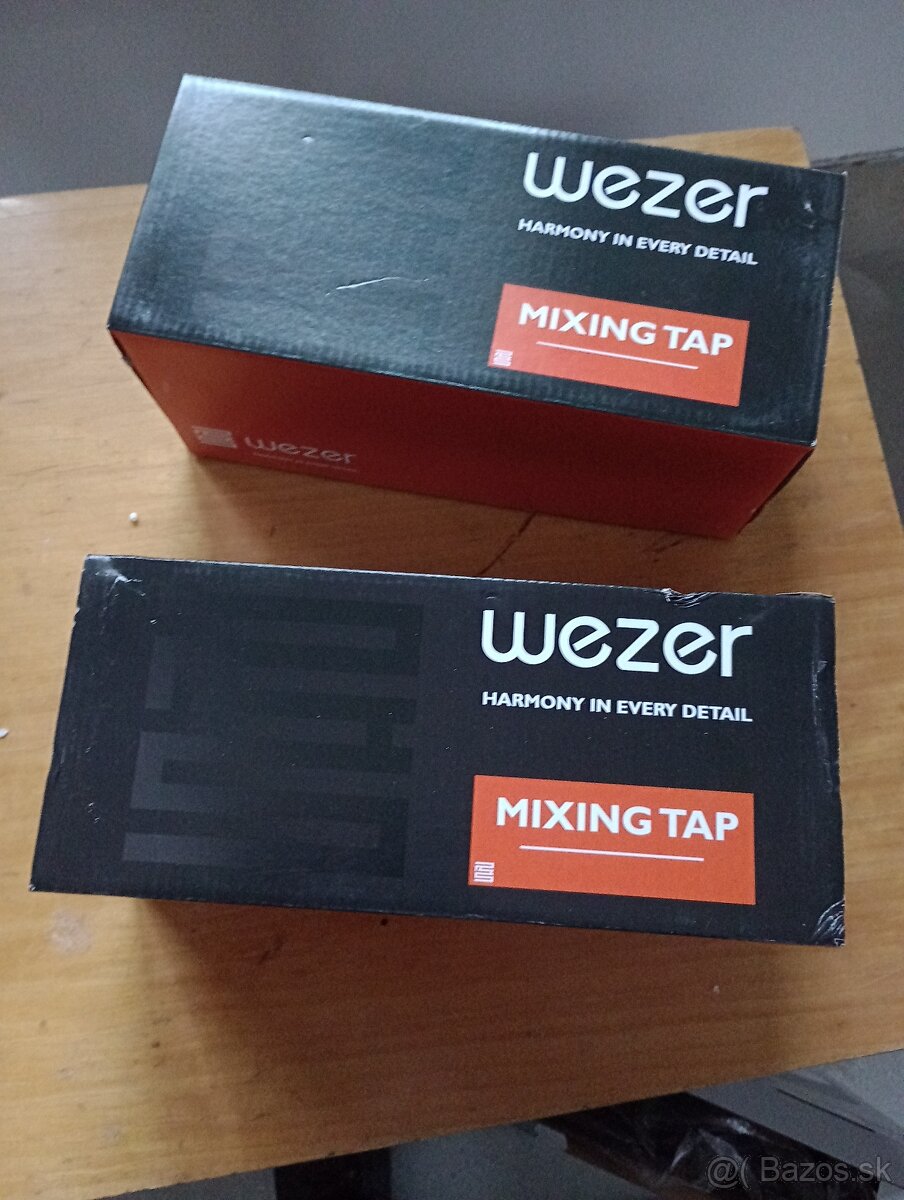 wezer
HARMONY IN EVERY DETAIL
MIXING TAP
wezer
wezer
HARMONY IN EVERY DETAIL
MIXING TAP
@( Bazos.sk